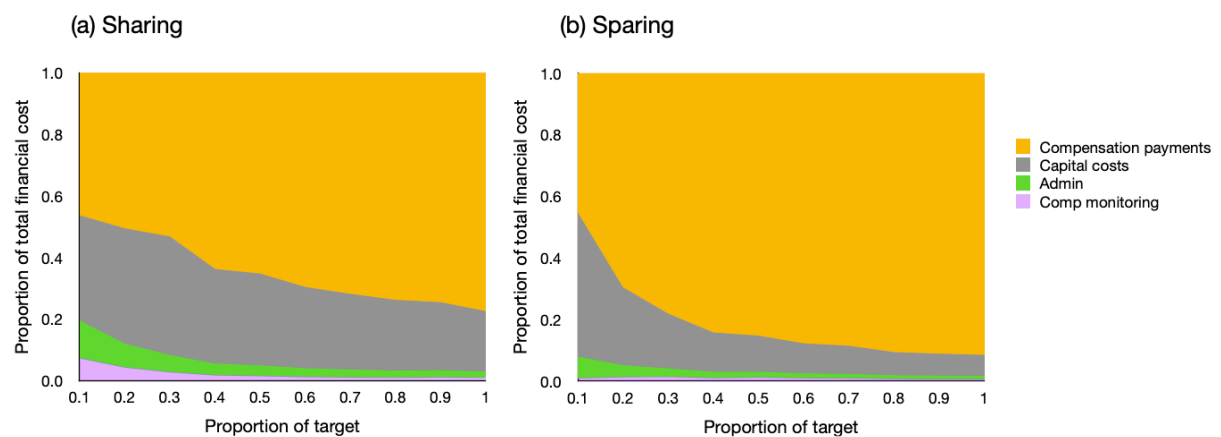 (a) Sharing
Proportion of total financial cost
1.0
0.8
0.6
0.4
0.2
0.0
0.1 0.2 0.3 0.4 0.5 0.6 0.7 0.8 0.9 1
Proportion of target
(b) Sparing
Proportion of total financial cost
1.0
0.8
0.6
0.4
0.2
0.0
0.1 0.2 0.3 0.4 0.5 0.6 0.7 0.8 0.9 1
Proportion of target
Compensation payments
Capital costs
Admin
Comp monitoring